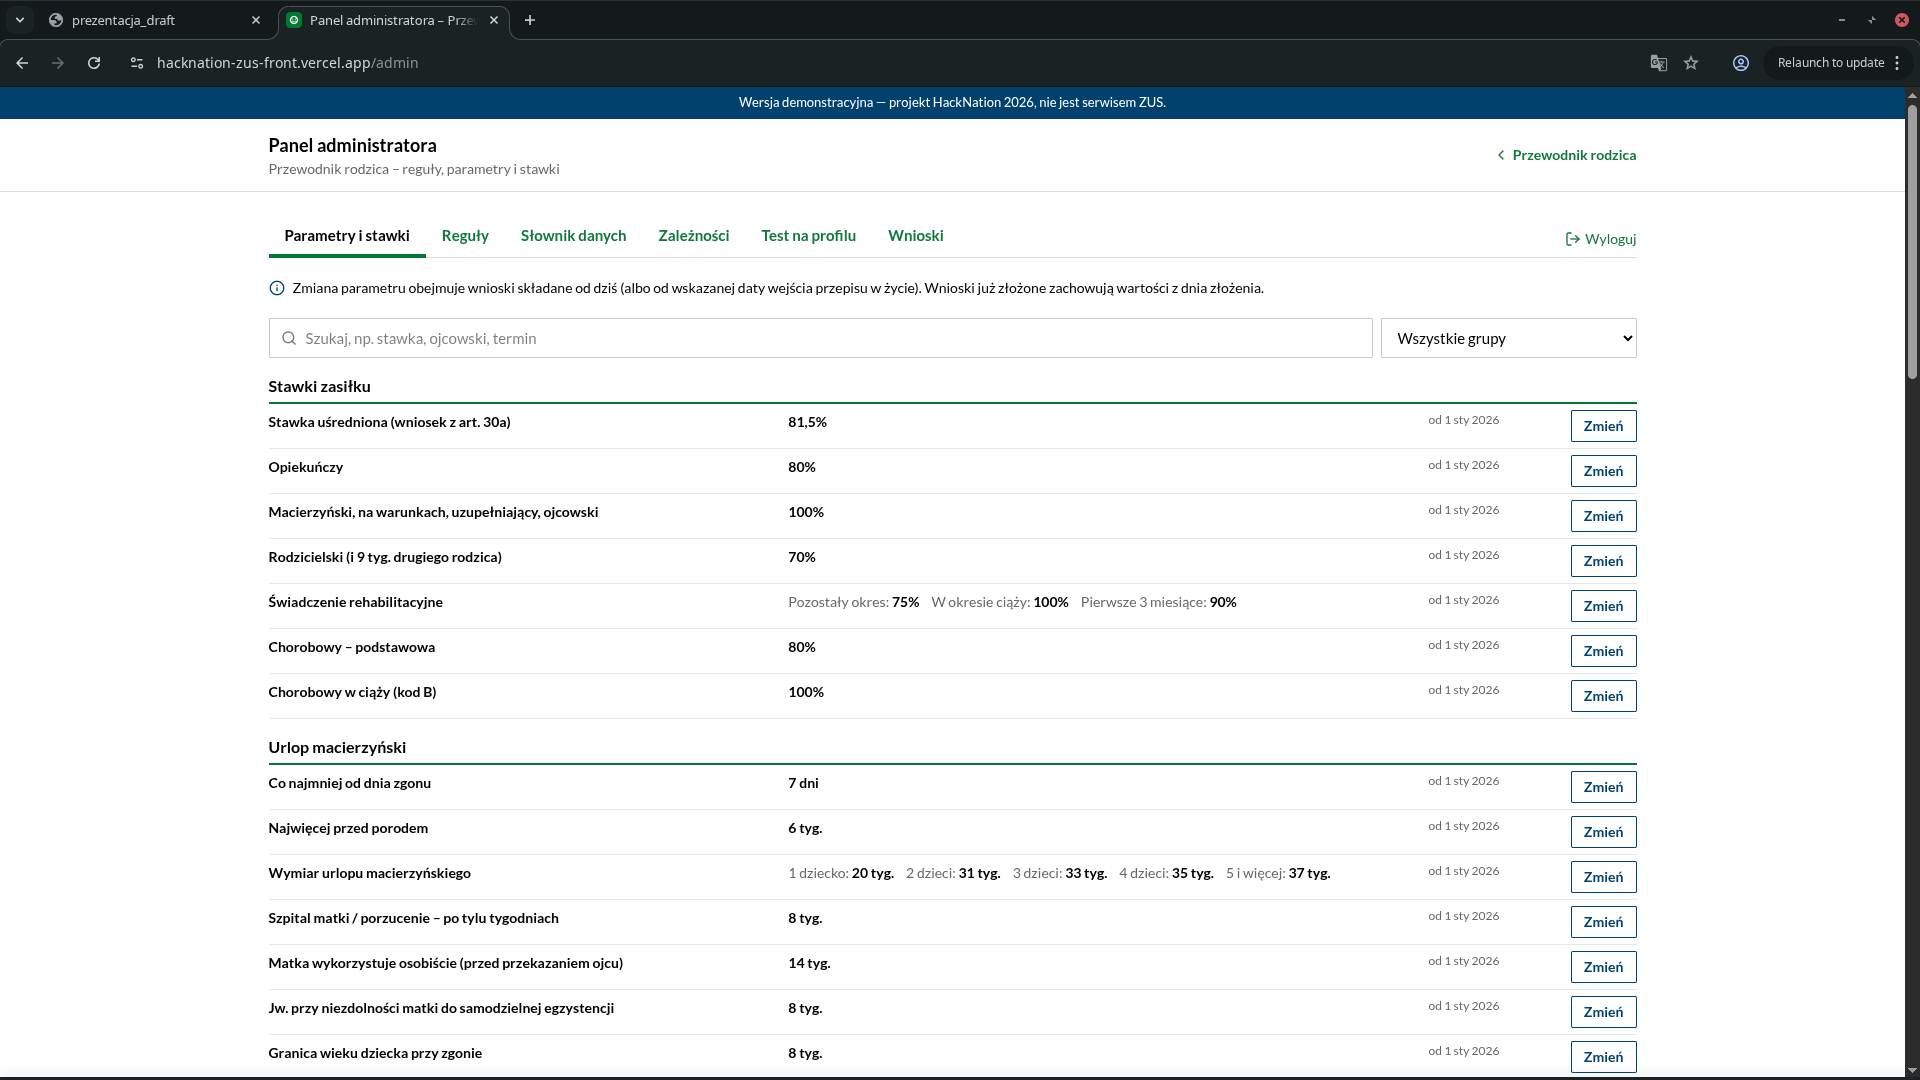 prezentacja_draft
Panel administratora – Prze
hacknation-zus-front.vercel.app/admin
Relaunch to update
Wersja demonstracyjna — projekt HackNation 2026, nie jest serwisem ZUS.
Panel administratora
Przewodnik rodzica – reguły, parametry i stawki
Przewodnik rodzica
Parametry i stawki Reguły Słownik danych Zależności Test na profilu Wnioski
Wyloguj
Zmiana parametru obejmuje wnioski składane od dziś (albo od wskazanej daty wejścia przepisu w życie). Wnioski już złożone zachowują wartości z dnia złożenia.
Szukaj, np. stawka, ojcowski, termin
Wszystkie grupy
Stawki zasiłku
Stawka uśredniona (wniosek z art. 30a) 81,5% od 1 sty 2026 Zmień
Opiekuńczy 80% od 1 sty 2026 Zmień
Macierzyński, na warunkach, uzupełniający, ojcowski 100% od 1 sty 2026 Zmień
Rodzicielski (i 9 tyg. drugiego rodzica) 70% od 1 sty 2026 Zmień
Świadczenie rehabilitacyjne Pozostały okres: 75% W okresie ciąży: 100% Pierwsze 3 miesiące: 90% od 1 sty 2026 Zmień
Chorobowy – podstawowa 80% od 1 sty 2026 Zmień
Chorobowy w ciąży (kod B) 100% od 1 sty 2026 Zmień
Urlop macierzyński
Co najmniej od dnia zgonu 7 dni od 1 sty 2026 Zmień
Najwięcej przed porodem 6 tyg. od 1 sty 2026 Zmień
Wymiar urlopu macierzyńskiego 1 dziecko: 20 tyg. 2 dzieci: 31 tyg. 3 dzieci: 33 tyg. 4 dzieci: 35 tyg. 5 i więcej: 37 tyg. od 1 sty 2026 Zmień
Szpital matki / porzucenie – po tylu tygodniach 8 tyg. od 1 sty 2026 Zmień
Matka wykorzystuje osobiście (przed przekazaniem ojcu) 14 tyg. od 1 sty 2026 Zmień
Jw. przy niezdolności matki do samodzielnej egzystencji 8 tyg. od 1 sty 2026 Zmień
Granica wieku dziecka przy zgonie 8 tyg. od 1 sty 2026 Zmień